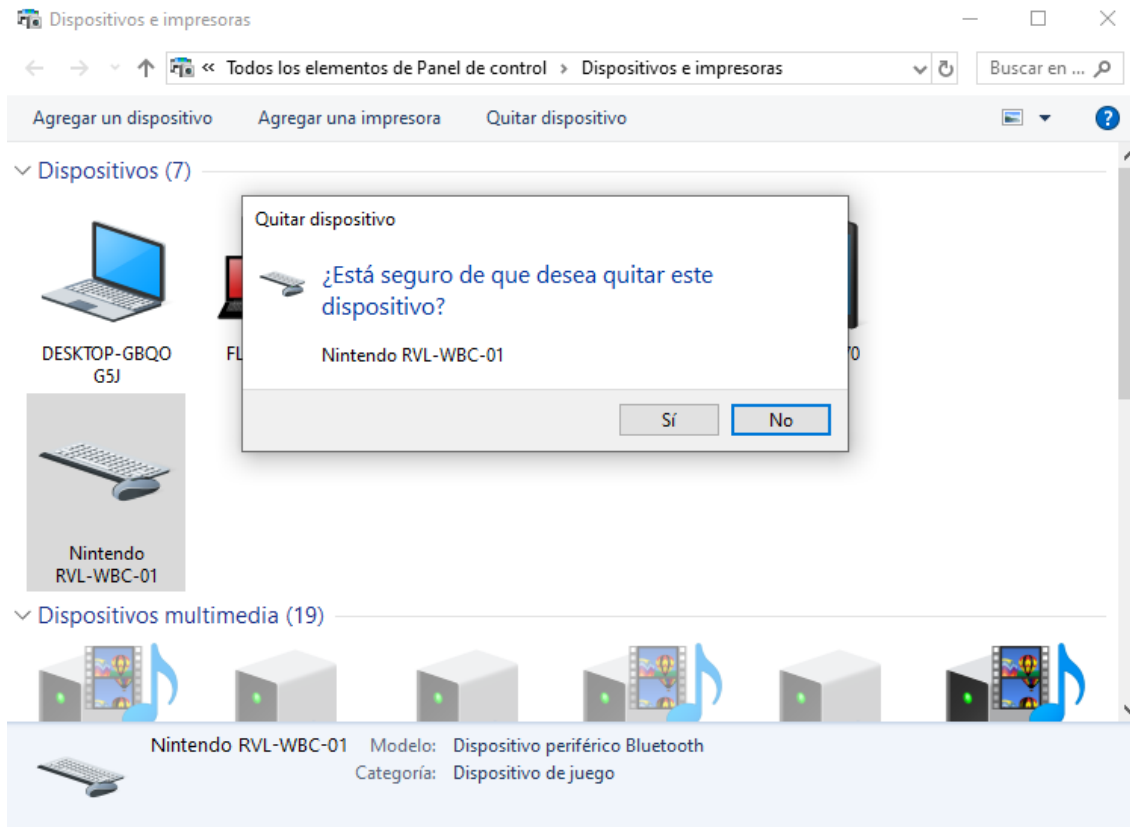 Dispositivos e impresoras
« Todos los elementos de Panel de control > Dispositivos e impresoras
Buscar en ...
Agregar un dispositivo Agregar una impresora Quitar dispositivo
?
Dispositivos (7)
Quitar dispositivo
¿Está seguro de que desea quitar este
dispositivo?
Nintendo RVL-WBC-01
Sí No
DESKTOP-GBQO
G5J
FL
70
Nintendo
RVL-WBC-01
Dispositivos multimedia (19)
Nintendo RVL-WBC-01 Modelo: Dispositivo periférico Bluetooth
Categoría: Dispositivo de juego